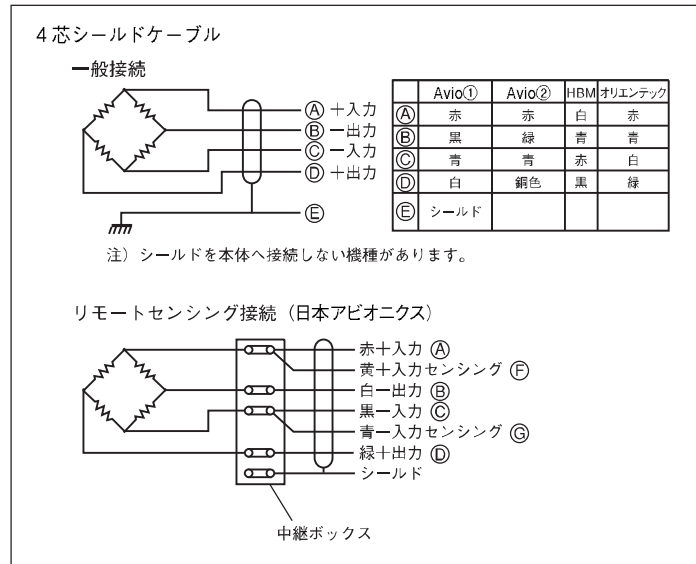 4芯シールドケーブル
一般接続
Ⓐ +入力
Ⓑ −出力
Ⓒ −入力
Ⓓ +出力
Ⓔ
Avio① Avio② HBM オリエンテック
Ⓐ 赤 赤 白 赤
Ⓑ 黒 緑 青 青
Ⓒ 青 青 赤 白
Ⓓ 白 銅色 黒 緑
Ⓔ シールド
注) シールドを本体へ接続しない機種があります。
リモートセンシング接続(日本アビオニクス)
赤+入力 Ⓐ
黄+入力センシング Ⓕ
白−出力 Ⓑ
黒−入力 Ⓒ
青−入力センシング Ⓖ
緑+出力 Ⓓ
シールド
中継ボックス